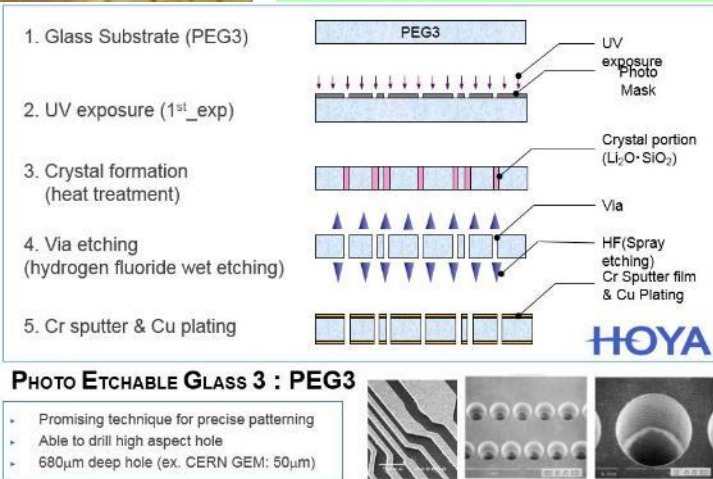 1. Glass Substrate (PEG3)
PEG3
UV
exposure
Photo
Mask
2. UV exposure (1st_exp)
3. Crystal formation
(heat treatment)
Crystal portion
(Li2O·SiO2)
Via
4. Via etching
(hydrogen fluoride wet etching)
HF(Spray
etching)
Cr Sputter film
& Cu Plating
5. Cr sputter & Cu plating
HOYA
PHOTO ETCHABLE GLASS 3 : PEG3
Promising technique for precise patterning
Able to drill high aspect hole
680μm deep hole (ex. CERN GEM: 50μm)